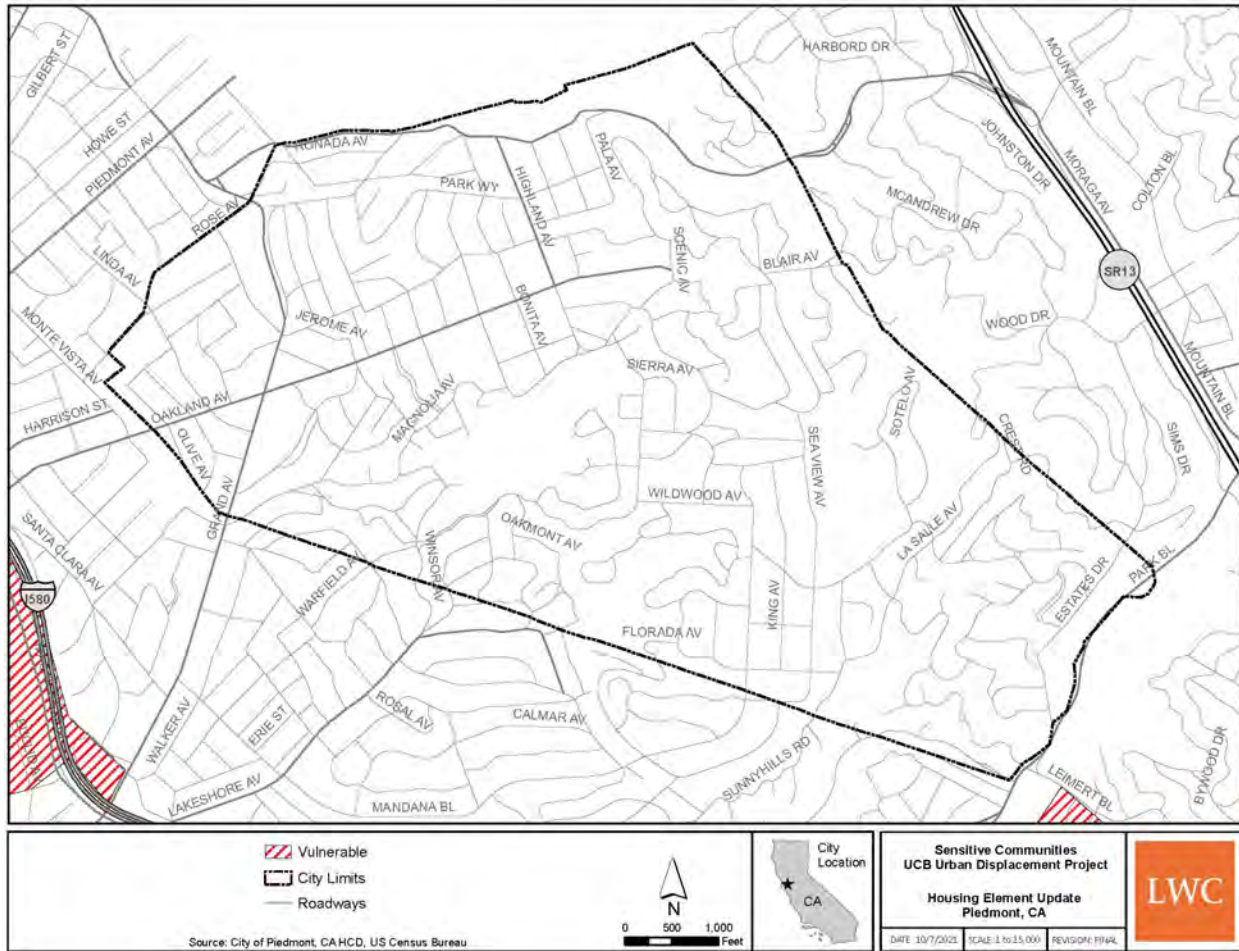 HARBORD DR
GILBERT ST
MOUNTAIN BL
HOWE ST
PIEDMONT AV
JOHNSTON DR
MORAGA AV
COLTON BL
RONADA AV
PALA AV
HIGHLAND AV
PARK WY
MCANDREW DR
ROSE AV
SCENIC AV
BLAIR AV
LINDA AV
SR13
BONITA AV
JEROME AV
WOOD DR
MONTE VISTA AV
MOUNTAIN BL
SIERRA AV
HARRISON ST
OAKLAND AV
MAGNOLIA AV
SOTELO AV
CREST RD
SIMS DR
OLIVE AV
SEA VIEW AV
WILDWOOD AV
GRAND AV
OAKMONT AV
LA SALLE AV
SANTA CLARA AV
WINSOR AV
WARFIELD AV
PARK BL
ESTATES DR
I580
KING AV
FLORADA AV
ROSAL AV
WALKER AV
ERIE ST
CALMAR AV
SUNNYHILLS RD
BYWOOD DR
LAKESHORE AV
LEIMERT BL
MANDANA BL
Vulnerable
City Limits
Roadways
Source: City of Piedmont, CA HCD, US Census Bureau
N
0 500 1,000
Feet
City
Location
CA
Sensitive Communities
UCB Urban Displacement Project
Housing Element Update
Piedmont, CA
DATE: 10/7/2021 SCALE: 1 to 15,000 REVISION: FINAL
LWC